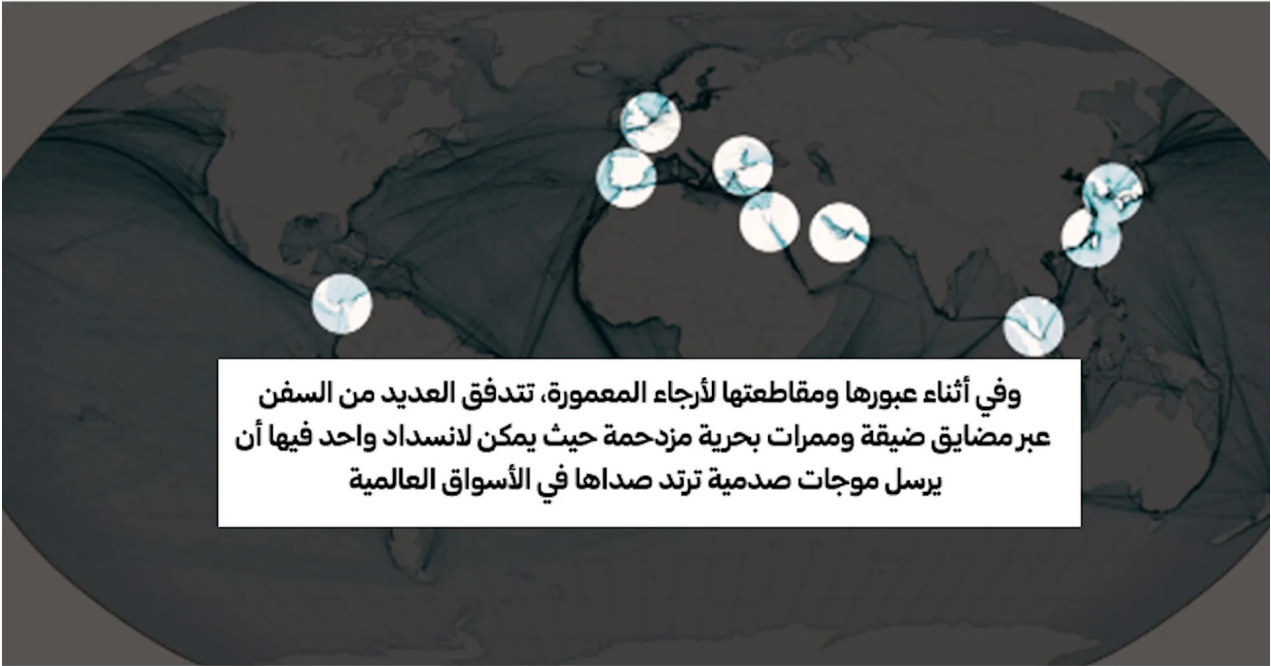 وفي أثناء عبورها ومقاطعتها لأرجاء المعمورة، تتدفق العديد من السفن
عبر مضايق ضيقة وممرات بحرية مزدحمة حيث يمكن لانسداد واحد فيها أن
يرسل موجات صدمية ترتد صداها في الأسواق العالمية